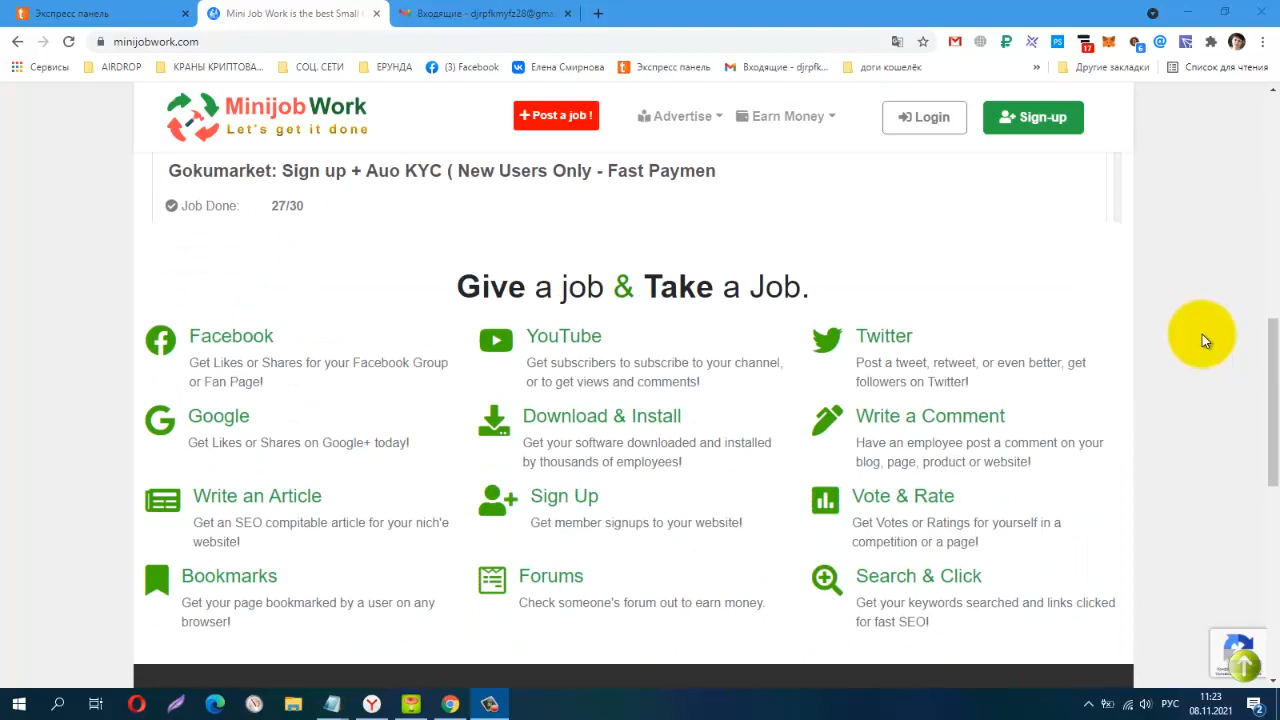 Экспресс панель
Mini Job Work is the best Small
Входящие - djrpfkmyfz28@gma
minijobwork.com
17
6
Сервисы
AIRDROP
КРАНЫ КРИПТОВА...
СОЦ. СЕТИ
ЕРУНДА
(3) Facebook
Елена Смирнова
Экспресс панель
Входящие - djrpfk...
доги кошелёк
»
Другие закладки
Список для чтения
Minijob Work
Let's get it done
+ Post a job !
Advertise
Earn Money
Login
Sign-up
Gokumarket: Sign up + Auo KYC ( New Users Only - Fast Paymen
Job Done: 27/30
Give a job & Take a Job.
Facebook
Get Likes or Shares for your Facebook Group
or Fan Page!
YouTube
Get subscribers to subscribe to your channel,
or to get views and comments!
Twitter
Post a tweet, retweet, or even better, get
followers on Twitter!
Google
Get Likes or Shares on Google+ today!
Download & Install
Get your software downloaded and installed
by thousands of employees!
Write a Comment
Have an employee post a comment on your
blog, page, product or website!
Write an Article
Get an SEO compitable article for your nich'e
website!
Sign Up
Get member signups to your website!
Vote & Rate
Get Votes or Ratings for yourself in a
competition or a page!
Bookmarks
Get your page bookmarked by a user on any
browser!
Forums
Check someone's forum out to earn money.
Search & Click
Get your keywords searched and links clicked
for fast SEO!
РУС
11:23
08.11.2021
2